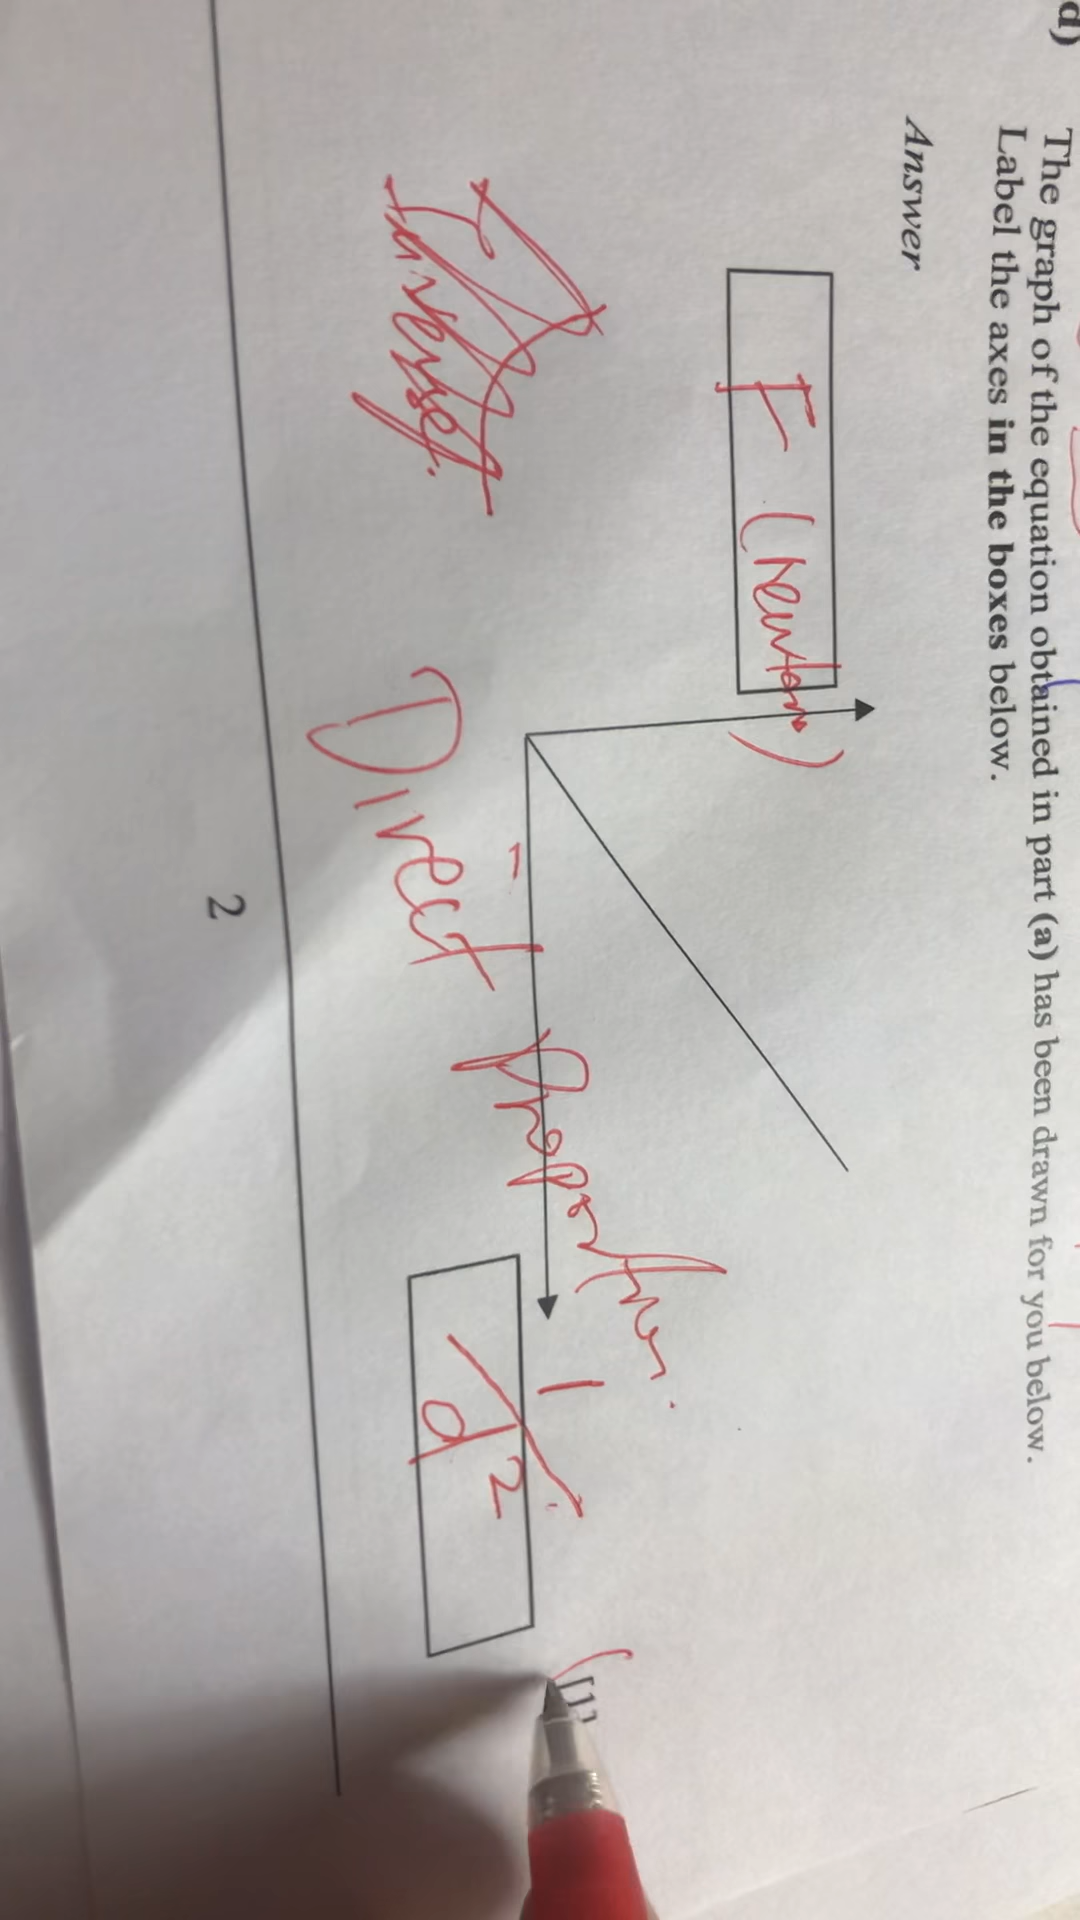 d) The graph of the equation obtained in part (a) has been drawn for you below.
Label the axes in the boxes below.
Answer
F (newton)
Inverse
Direct Proportion.
1
d²
[1]
2